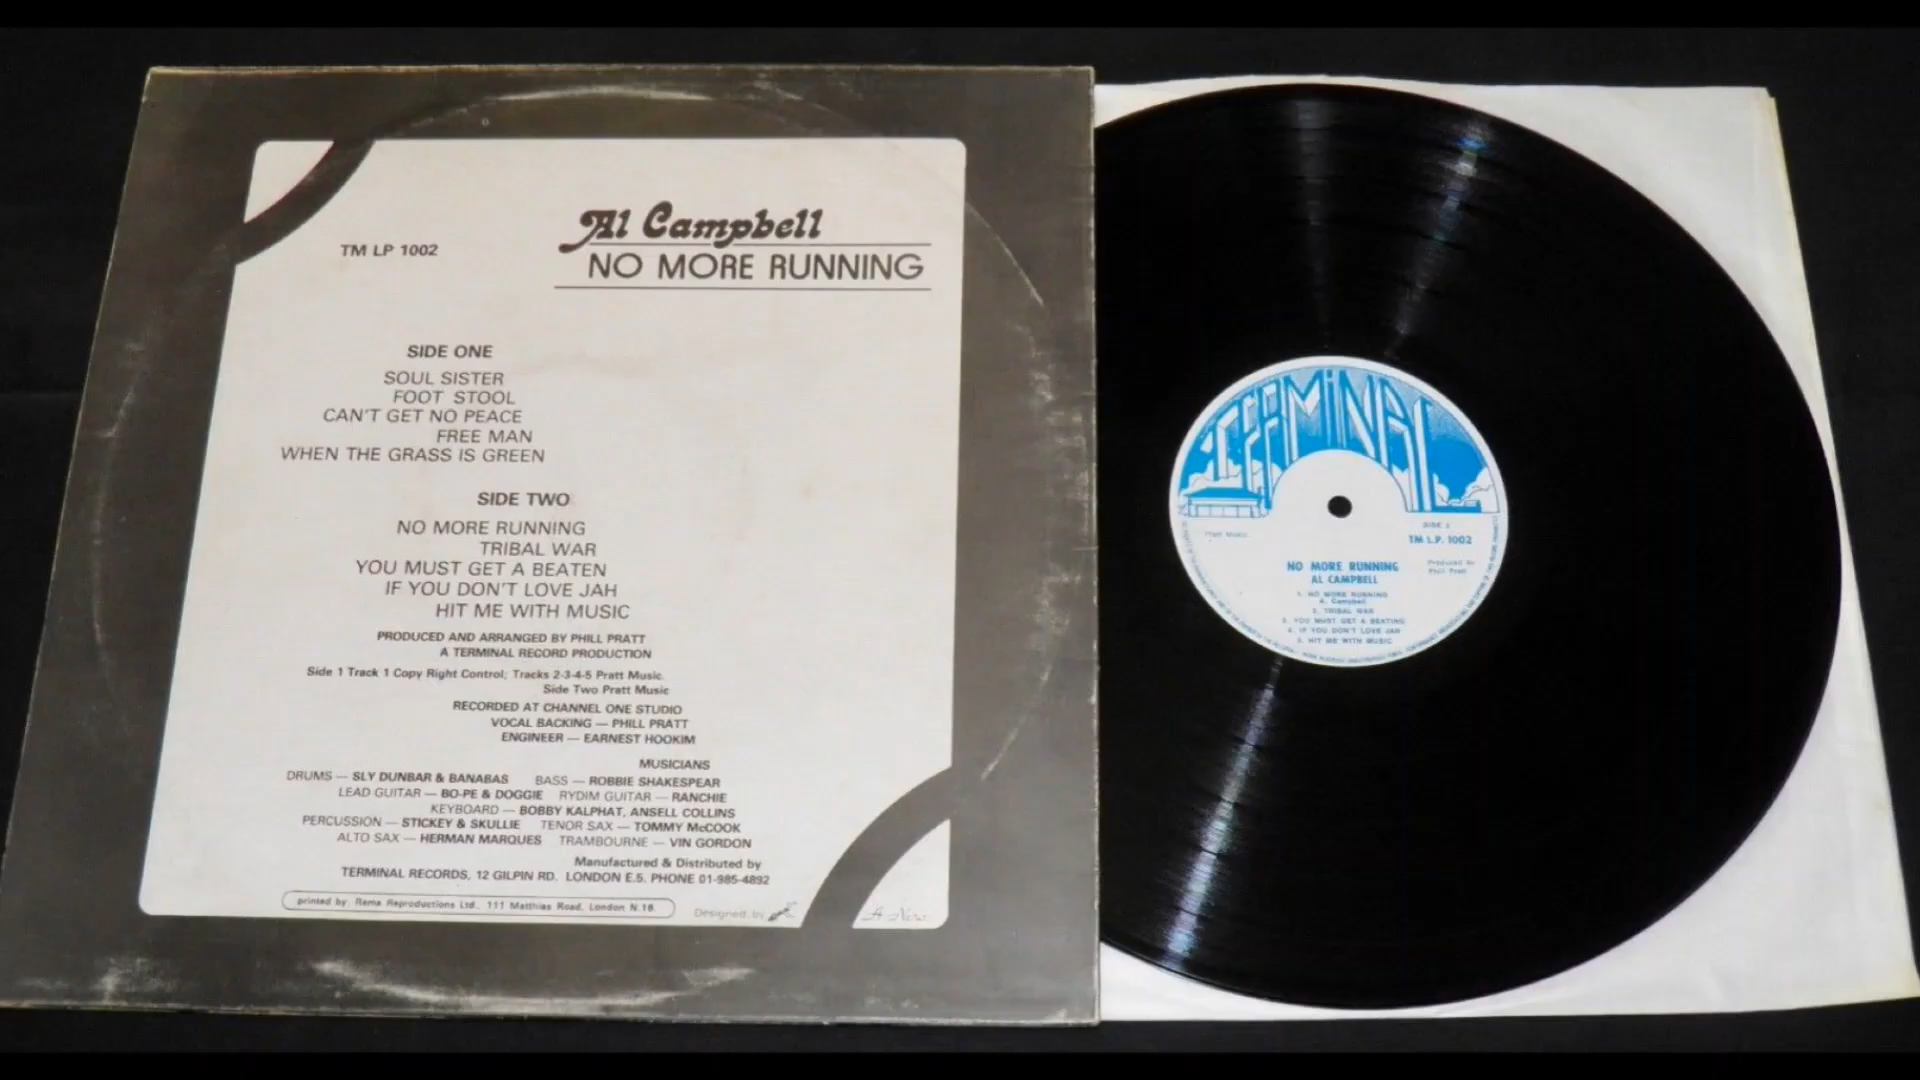 Al Campbell
TM LP 1002
NO MORE RUNNING
SIDE ONE
SOUL SISTER
FOOT STOOL
CAN'T GET NO PEACE
FREE MAN
WHEN THE GRASS IS GREEN
SIDE TWO
NO MORE RUNNING
TRIBAL WAR
YOU MUST GET A BEATEN
IF YOU DON'T LOVE JAH
HIT ME WITH MUSIC
PRODUCED AND ARRANGED BY PHILL PRATT
A TERMINAL RECORD PRODUCTION
Side 1 Track 1 Copy Right Control; Tracks 2-3-4-5 Pratt Music.
Side Two Pratt Music
RECORDED AT CHANNEL ONE STUDIO
VOCAL BACKING — PHILL PRATT
ENGINEER — EARNEST HOOKIM
MUSICIANS
DRUMS — SLY DUNBAR & BANABAS BASS — ROBBIE SHAKESPEAR
LEAD GUITAR — BO-PE & DOGGIE RYDIM GUITAR — RANCHIE
KEYBOARD — BOBBY KALPHAT, ANSELL COLLINS
PERCUSSION — STICKEY & SKULLIE TENOR SAX — TOMMY McCOOK
ALTO SAX — HERMAN MARQUES TRAMBOURNE — VIN GORDON
Manufactured & Distributed by
TERMINAL RECORDS, 12 GILPIN RD. LONDON E.5. PHONE 01-985-4892
printed by Rama Reproductions Ltd., 111 Matthias Road, London N.16.
Designed by
TERMINAL
SIDE 2
Pratt Music
TM L.P. 1002
NO MORE RUNNING
AL CAMPBELL
Produced by
Phill Pratt
1. NO MORE RUNNING
A. Campbell
2. TRIBAL WAR
3. YOU MUST GET A BEATING
4. IF YOU DON'T LOVE JAH
5. HIT ME WITH MUSIC